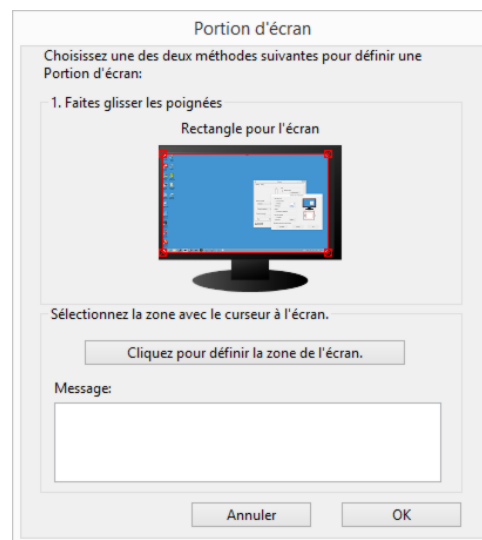 Portion d'écran
Choisissez une des deux méthodes suivantes pour définir une
Portion d'écran:
1. Faites glisser les poignées
Rectangle pour l'écran
Sélectionnez la zone avec le curseur à l'écran.
Cliquez pour définir la zone de l'écran.
Message:
Annuler
OK